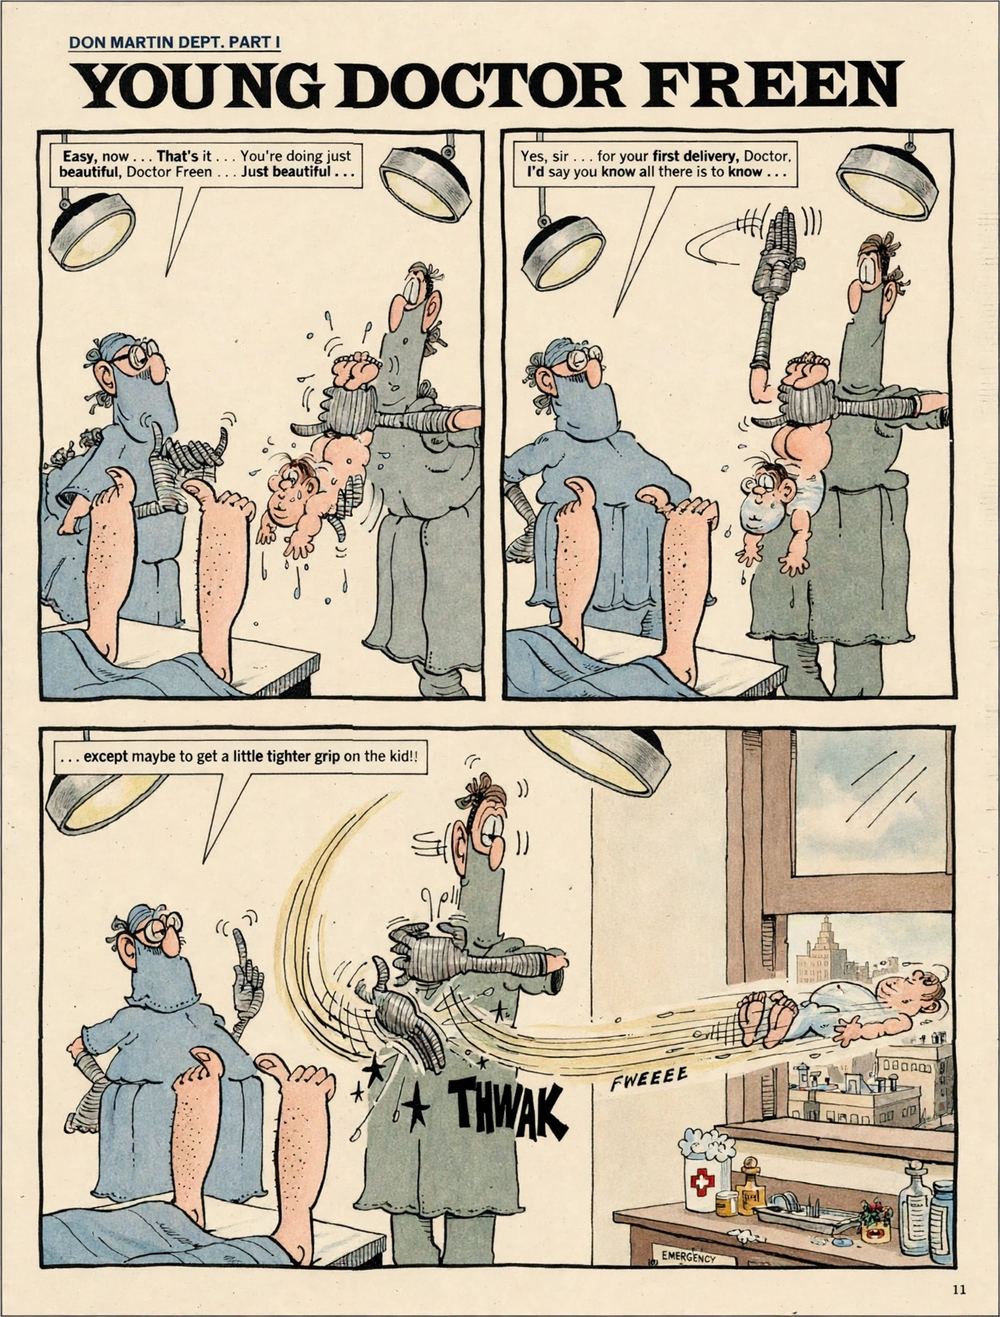 DON MARTIN DEPT. PART I
YOUNG DOCTOR FREEN
Easy, now . . . That's it . . . You're doing just
beautiful, Doctor Freen . . . Just beautiful . . .
Yes, sir . . . for your first delivery, Doctor,
I'd say you know all there is to know . . .
. . . except maybe to get a little tighter grip on the kid!!
THWAK
FWEEEE
EMERGENCY
11